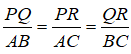 PQ/AB = PR/AC = QR/BC